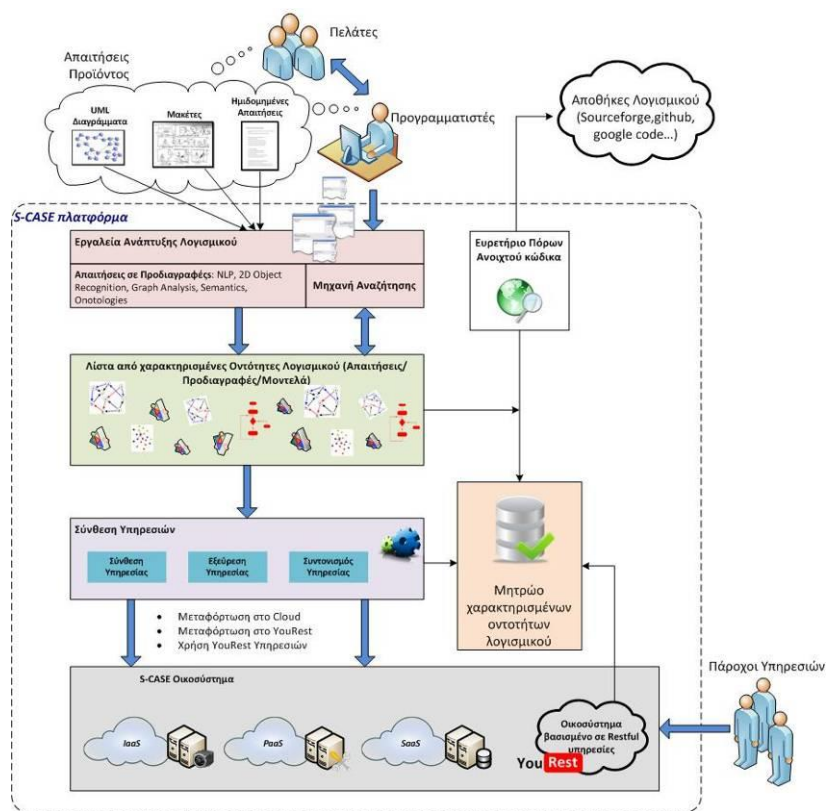 Πελάτες
Απαιτήσεις
Προϊόντος
UML
Διαγράμματα
Μακέτες
Ημιδομημένες
Απαιτήσεις
Προγραμματιστές
Αποθήκες Λογισμικού
(Sourceforge,github,
google code...)
S-CASE πλατφόρμα
Εργαλεία Ανάπτυξης Λογισμικού
Απαιτήσεις σε Προδιαγραφές: NLP, 2D Object
Recognition, Graph Analysis, Semantics,
Onotologies
Μηχανή Αναζήτησης
Ευρετήριο Πόρων
Ανοιχτού κώδικα
Λίστα από χαρακτηρισμένες Οντότητες Λογισμικού (Απαιτήσεις/
Προδιαγραφές/Μοντελά)
Σύνθεση Υπηρεσιών
Σύνθεση
Υπηρεσίας
Εξεύρεση
Υπηρεσίας
Συντονισμός
Υπηρεσίας
Μητρώο
χαρακτηρισμένων
οντοτήτων
λογισμικού
• Μεταφόρτωση στο Cloud
• Μεταφόρτωση στο YouRest
• Χρήση YouRest Υπηρεσιών
Πάροχοι Υπηρεσιών
S-CASE Οικοσύστημα
IaaS
PaaS
SaaS
Οικοσύστημα
βασισμένο σε Restful
υπηρεσίες
You Rest